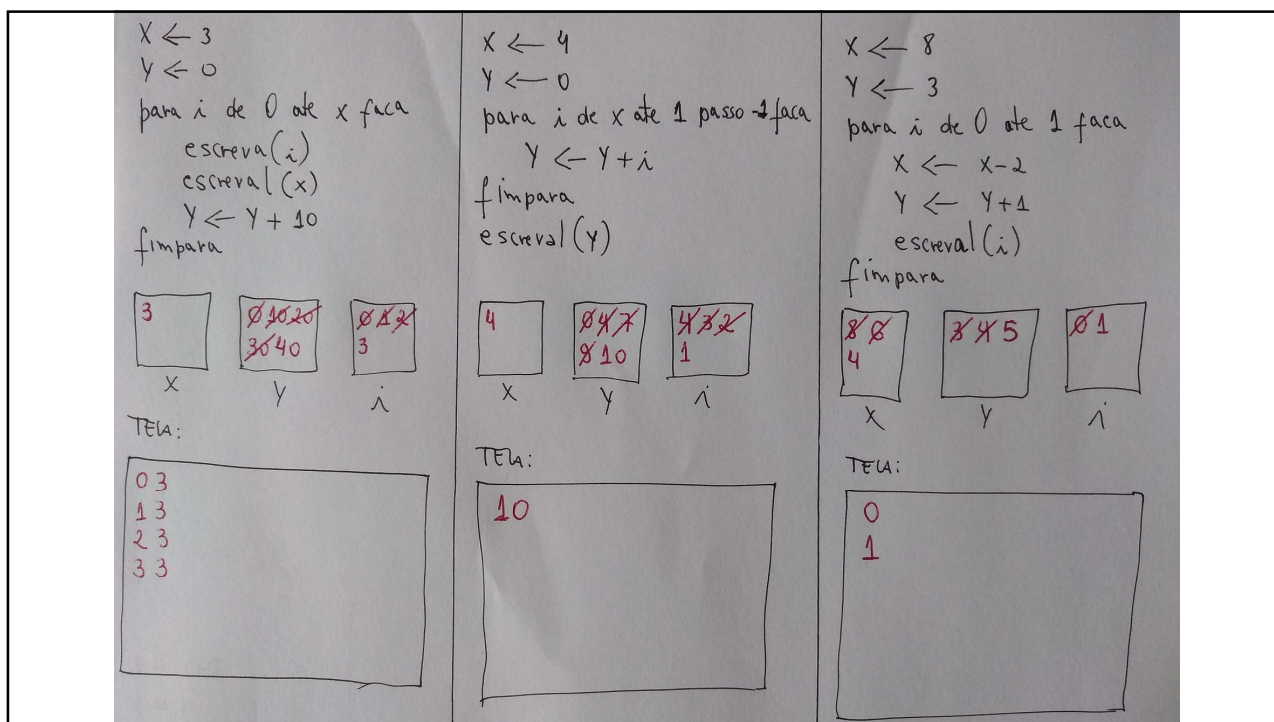 X ← 3
Y ← 0
para i de 0 ate x faca
escreva(i)
escreval(x)
Y ← Y + 10
fimpara
3
0 10 20
30 40
0 1 2
3
X
Y
i
TELA:
0 3
1 3
2 3
3 3
X ← 4
Y ← 0
para i de x ate 1 passo -1 faca
Y ← Y + i
fimpara
escreval(Y)
4
0 4 7
9 10
4 3 2
1
X
Y
i
TELA:
10
X ← 8
Y ← 3
para i de 0 ate 1 faca
X ← X-2
Y ← Y+1
escreval(i)
fimpara
8 6
4
3 4 5
0 1
X
Y
i
TELA:
0
1